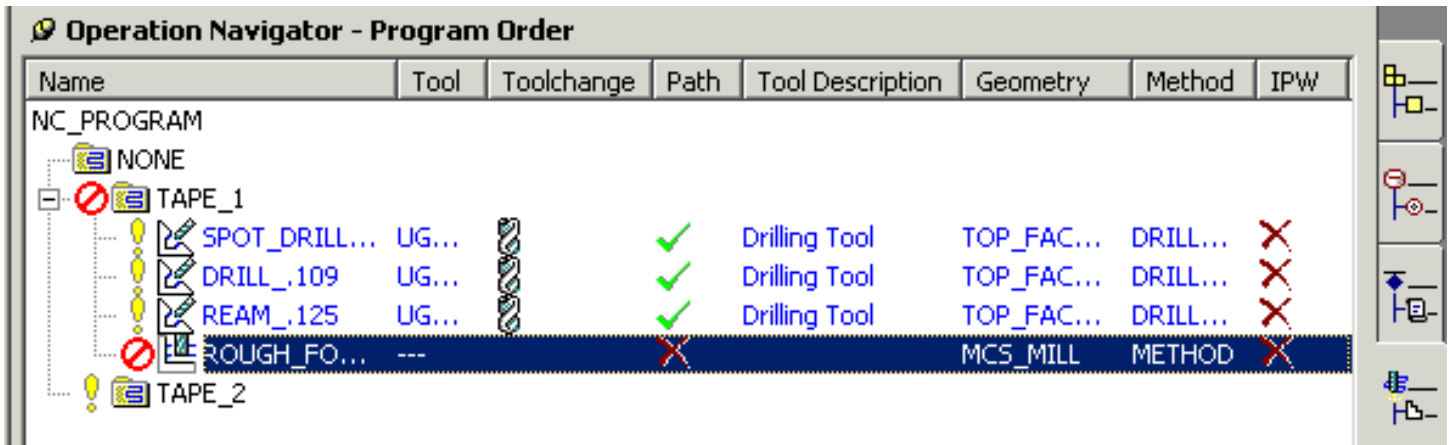 Operation Navigator - Program Order
Name Tool Toolchange Path Tool Description Geometry Method IPW
NC_PROGRAM
NONE
TAPE_1
SPOT_DRILL... UG... Drilling Tool TOP_FAC... DRILL...
DRILL_.109 UG... Drilling Tool TOP_FAC... DRILL...
REAM_.125 UG... Drilling Tool TOP_FAC... DRILL...
ROUGH_FO... --- MCS_MILL METHOD
TAPE_2